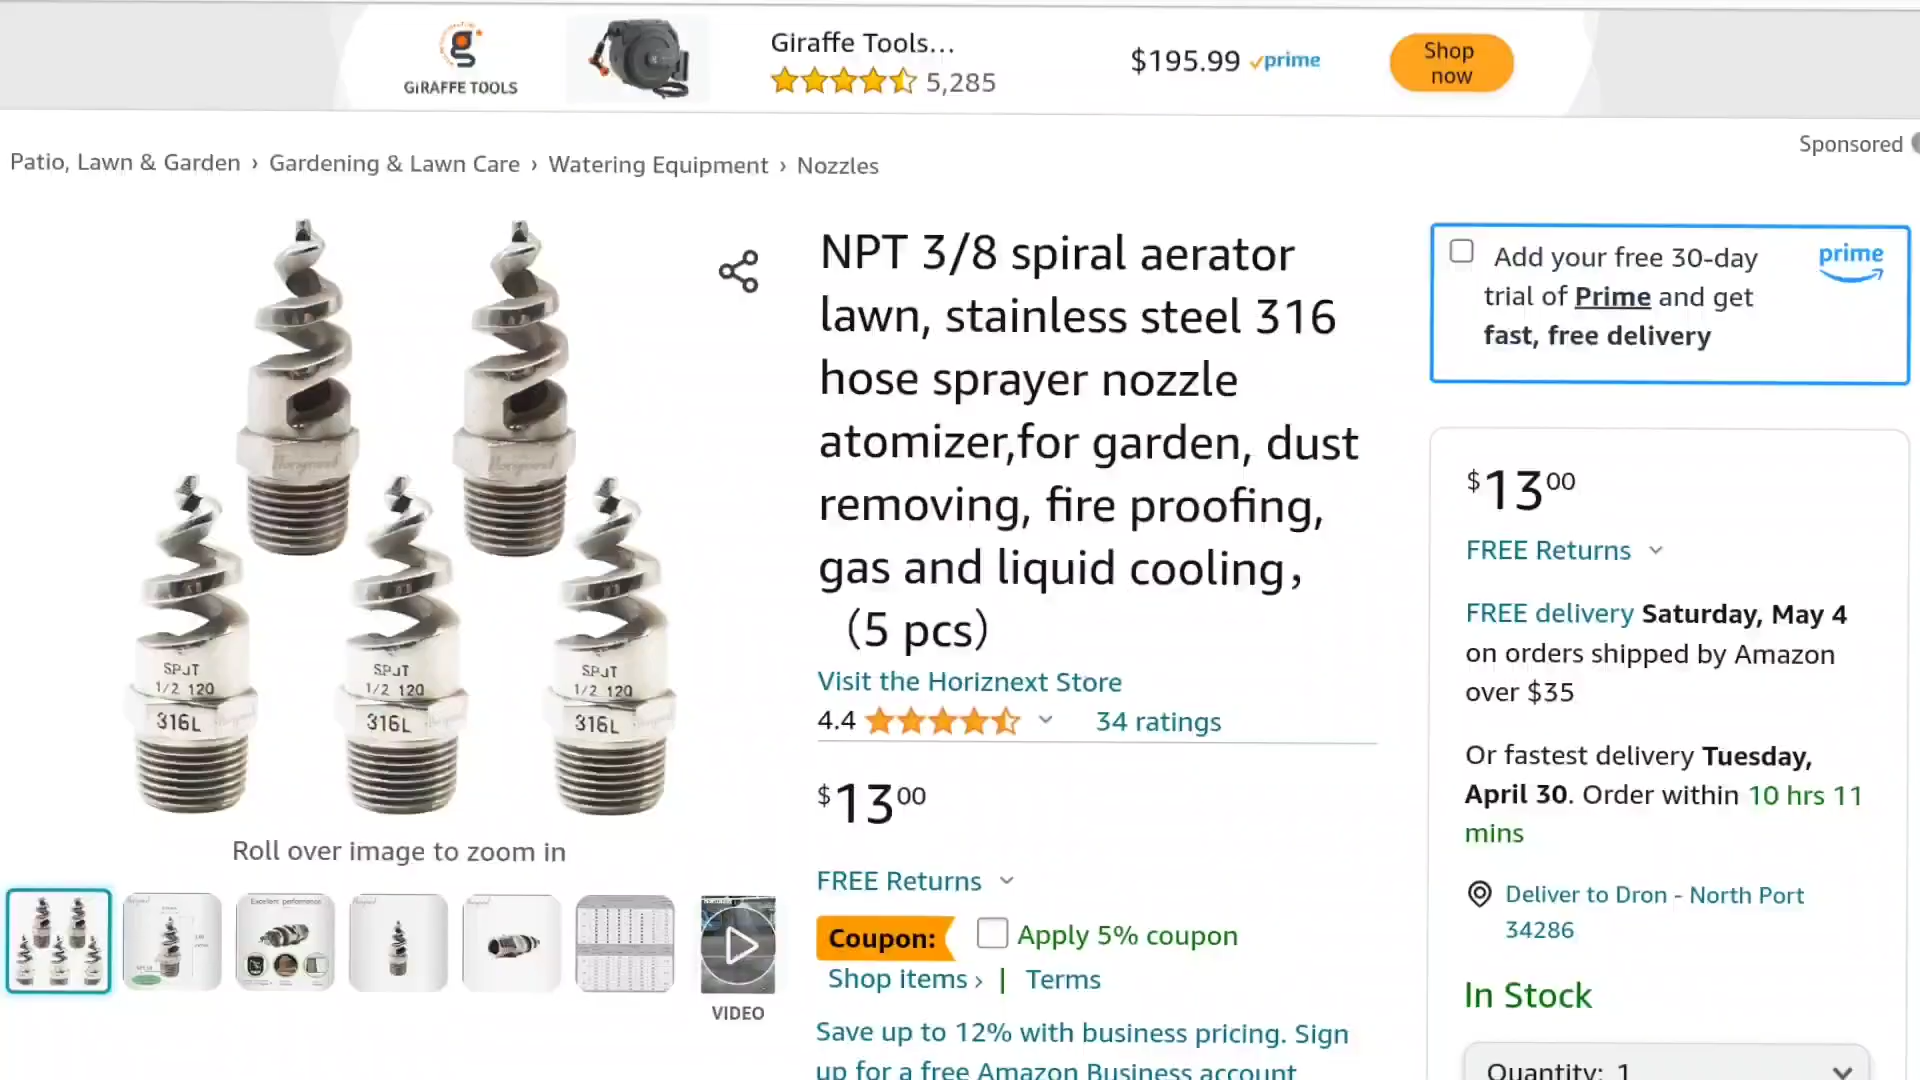 GiRAFFE TOOLS
Giraffe Tools...
5,285
$195.99 prime
Shop
now
Sponsored
Patio, Lawn & Garden › Gardening & Lawn Care › Watering Equipment › Nozzles
SPJT
1/2 120
316L
SPJT
1/2 120
316L
SPJT
1/2 120
316L
Roll over image to zoom in
Excellent performance
VIDEO
NPT 3/8 spiral aerator
lawn, stainless steel 316
hose sprayer nozzle
atomizer,for garden, dust
removing, fire proofing,
gas and liquid cooling，
（5 pcs）
Visit the Horiznext Store
4.4
34 ratings
$13 00
FREE Returns
Coupon:
Apply 5% coupon
Shop items › | Terms
Save up to 12% with business pricing. Sign
up for a free Amazon Business account
Add your free 30-day
trial of Prime and get
fast, free delivery
prime
$13 00
FREE Returns
FREE delivery Saturday, May 4
on orders shipped by Amazon
over $35
Or fastest delivery Tuesday,
April 30. Order within 10 hrs 11
mins
Deliver to Dron - North Port
34286
In Stock
Quantity: 1